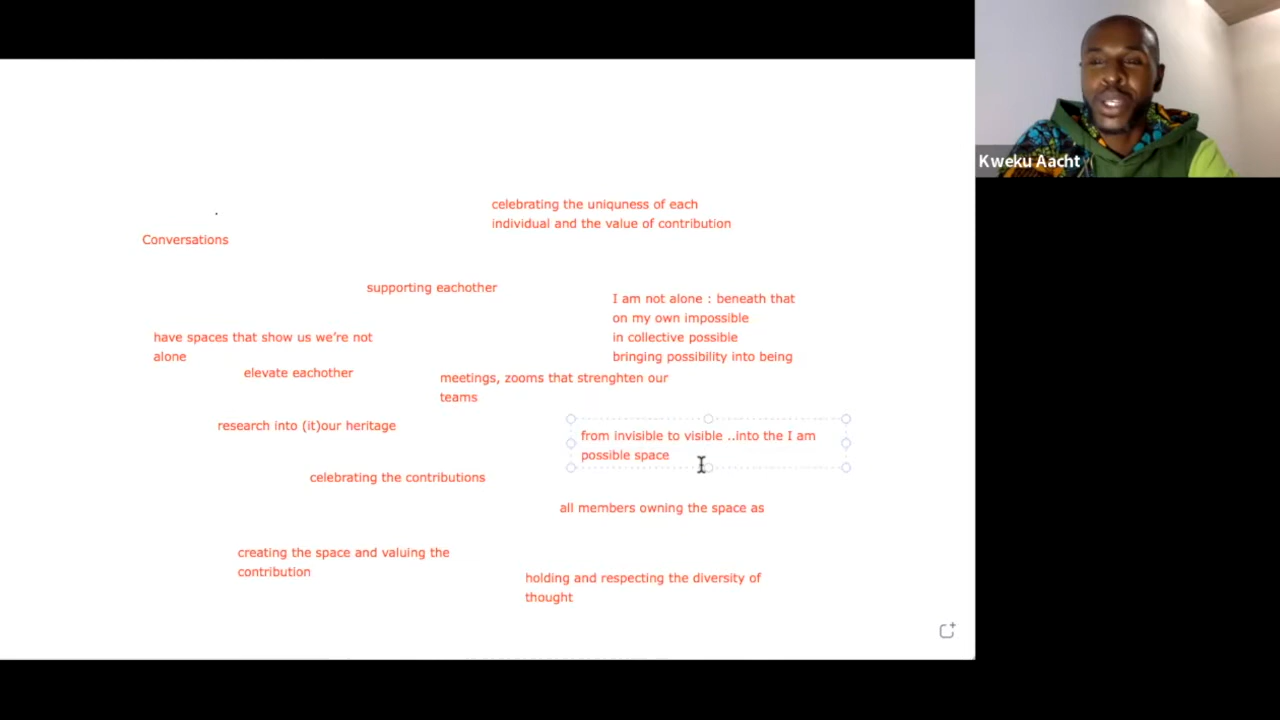 Kweku Aacht
celebrating the uniquness of each
individual and the value of contribution
Conversations
supporting eachother
I am not alone : beneath that
on my own impossible
in collective possible
bringing possibility into being
have spaces that show us we're not
alone
elevate eachother
meetings, zooms that strenghten our
teams
research into (it)our heritage
from invisible to visible ..into the I am
possible space
celebrating the contributions
all members owning the space as
creating the space and valuing the
contribution
holding and respecting the diversity of
thought